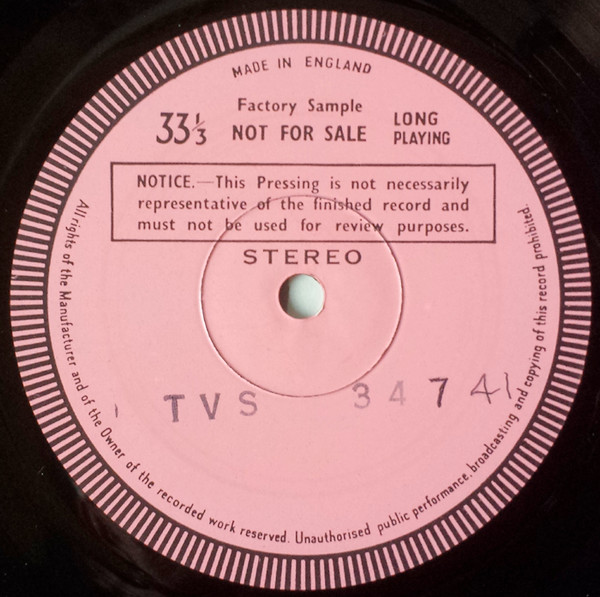 MADE IN ENGLAND
Factory Sample
33⅓ NOT FOR SALE LONG PLAYING
NOTICE.—This Pressing is not necessarily
representative of the finished record and
must not be used for review purposes.
STEREO
TVS 34741
All rights of the Manufacturer and of the Owner of the recorded work reserved. Unauthorised public performance, broadcasting and copying of this record prohibited.